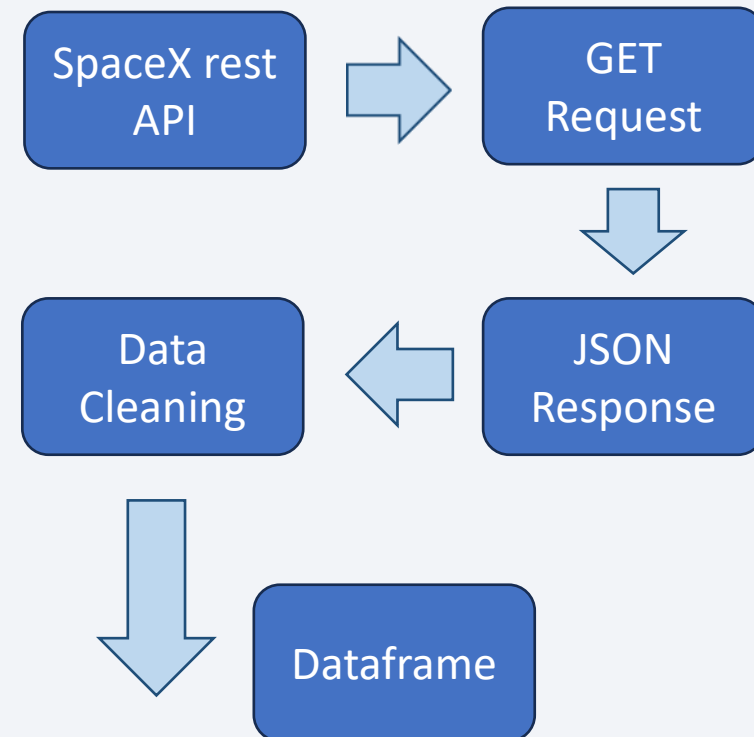 SpaceX rest
API
GET
Request
JSON
Response
Data
Cleaning
Dataframe